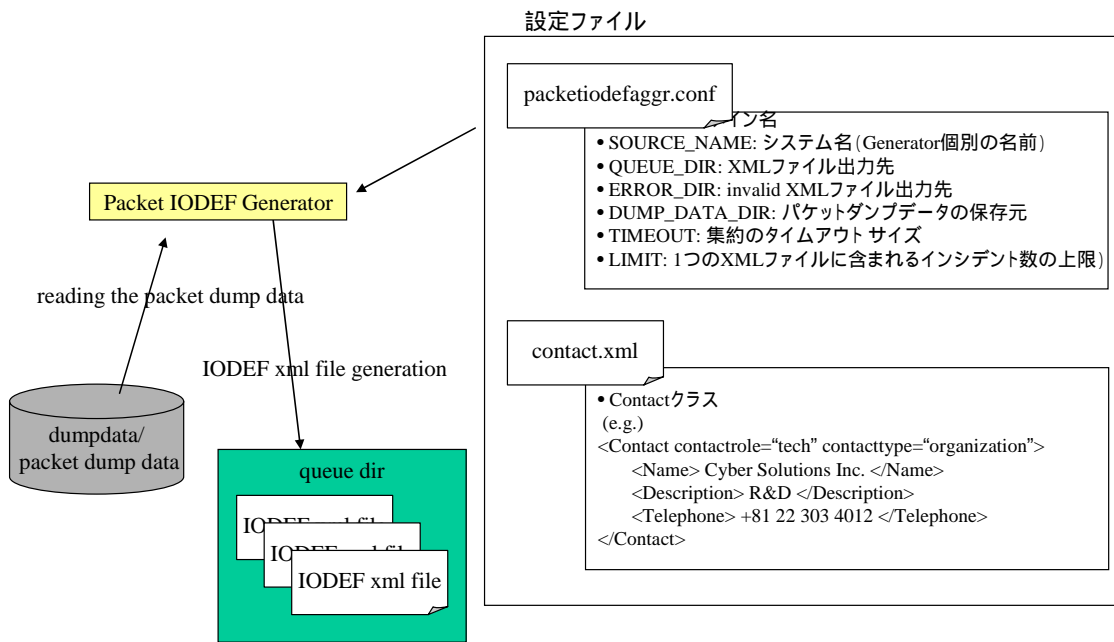 設定ファイル
packetiodefaggr.conf
イン名
• SOURCE_NAME: システム名(Generator個別の名前)
• QUEUE_DIR: XMLファイル出力先
• ERROR_DIR: invalid XMLファイル出力先
• DUMP_DATA_DIR: パケットダンプデータの保存元
• TIMEOUT: 集約のタイムアウト サイズ
• LIMIT: 1つのXMLファイルに含まれるインシデント数の上限)
Packet IODEF Generator
reading the packet dump data
IODEF xml file generation
dumpdata/
packet dump data
queue dir
IODEF xml file
IODEF xml file
IODEF xml file
contact.xml
• Contactクラス
(e.g.)
<Contact contactrole=“tech” contacttype=“organization”>
<Name> Cyber Solutions Inc. </Name>
<Description> R&D </Description>
<Telephone> +81 22 303 4012 </Telephone>
</Contact>